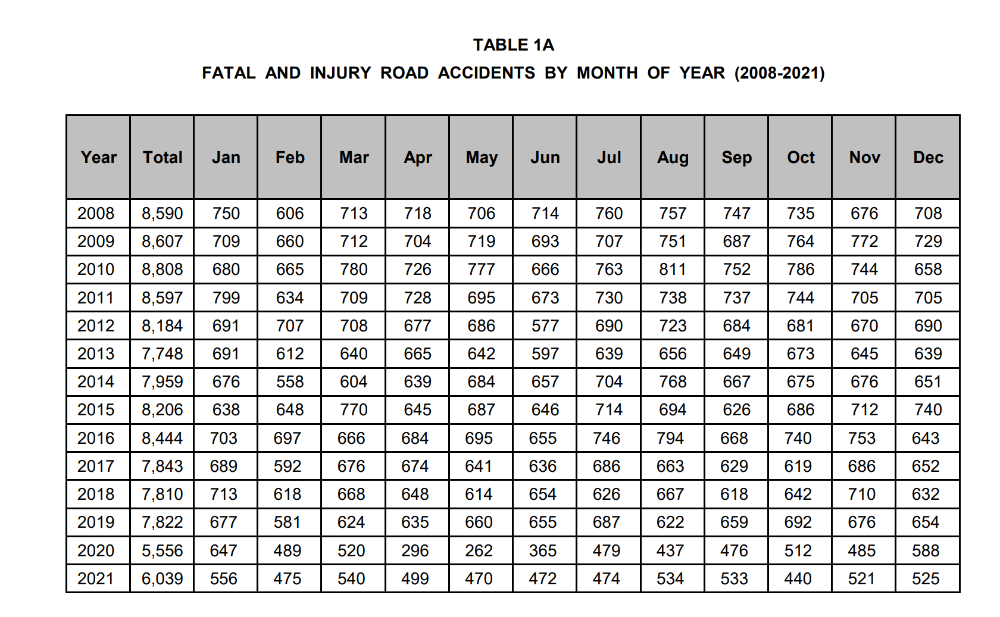 TABLE 1A
FATAL AND INJURY ROAD ACCIDENTS BY MONTH OF YEAR (2008-2021)
Year Total Jan Feb Mar Apr May Jun Jul Aug Sep Oct Nov Dec
2008 8,590 750 606 713 718 706 714 760 757 747 735 676 708
2009 8,607 709 660 712 704 719 693 707 751 687 764 772 729
2010 8,808 680 665 780 726 777 666 763 811 752 786 744 658
2011 8,597 799 634 709 728 695 673 730 738 737 744 705 705
2012 8,184 691 707 708 677 686 577 690 723 684 681 670 690
2013 7,748 691 612 640 665 642 597 639 656 649 673 645 639
2014 7,959 676 558 604 639 684 657 704 768 667 675 676 651
2015 8,206 638 648 770 645 687 646 714 694 626 686 712 740
2016 8,444 703 697 666 684 695 655 746 794 668 740 753 643
2017 7,843 689 592 676 674 641 636 686 663 629 619 686 652
2018 7,810 713 618 668 648 614 654 626 667 618 642 710 632
2019 7,822 677 581 624 635 660 655 687 622 659 692 676 654
2020 5,556 647 489 520 296 262 365 479 437 476 512 485 588
2021 6,039 556 475 540 499 470 472 474 534 533 440 521 525